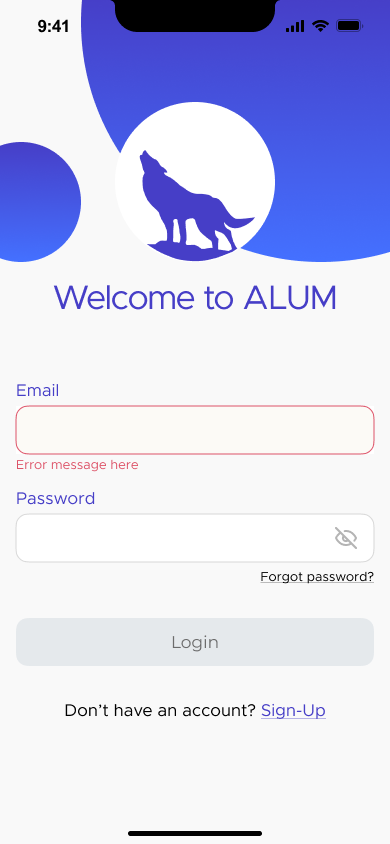 9:41
Welcome to ALUM
Email
Error message here
Password
Forgot password?
Login
Don’t have an account? Sign-Up